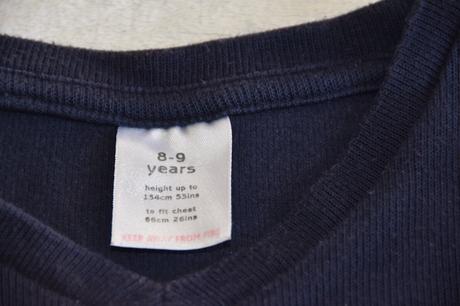 8-9
years
height up to
134cm 53ins
to fit chest
66cm 26ins
KEEP AWAY FROM FIRE